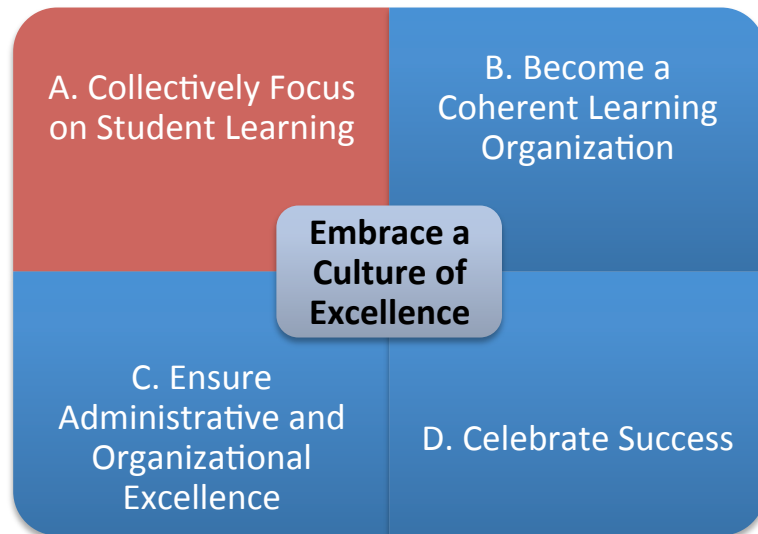 A. Collectively Focus
on Student Learning
B. Become a
Coherent Learning
Organization
Embrace a
Culture of
Excellence
C. Ensure
Administrative and
Organizational
Excellence
D. Celebrate Success